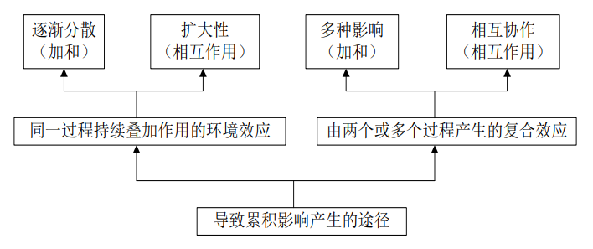 逐渐分散
（加和）
扩大性
（相互作用）
多种影响
（加和）
相互协作
（相互作用）
同一过程持续叠加作用的环境效应
由两个或多个过程产生的复合效应
导致累积影响产生的途径